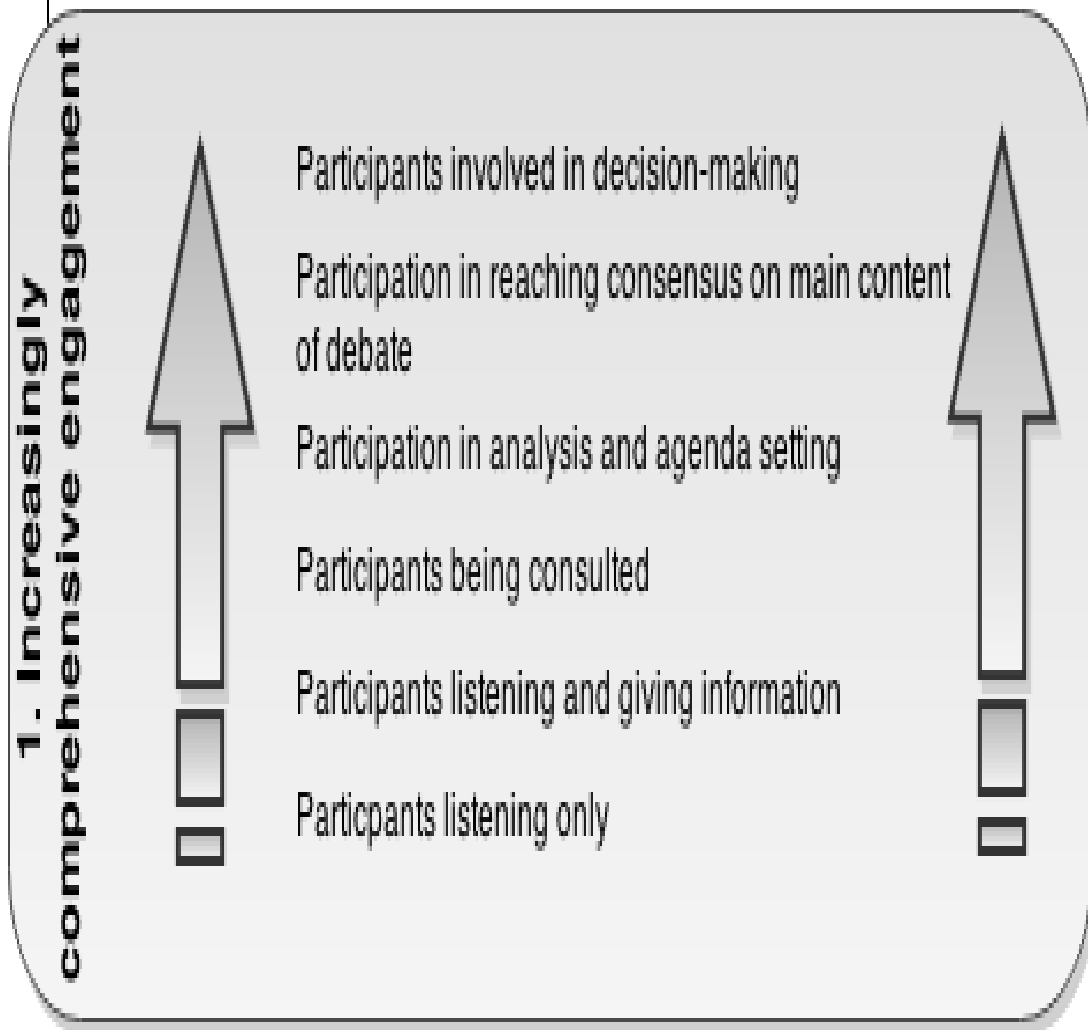 1. Increasingly
comprehensive engagement
Participants involved in decision-making
Participation in reaching consensus on main content
of debate
Participation in analysis and agenda setting
Participants being consulted
Participants listening and giving information
Particpants listening only